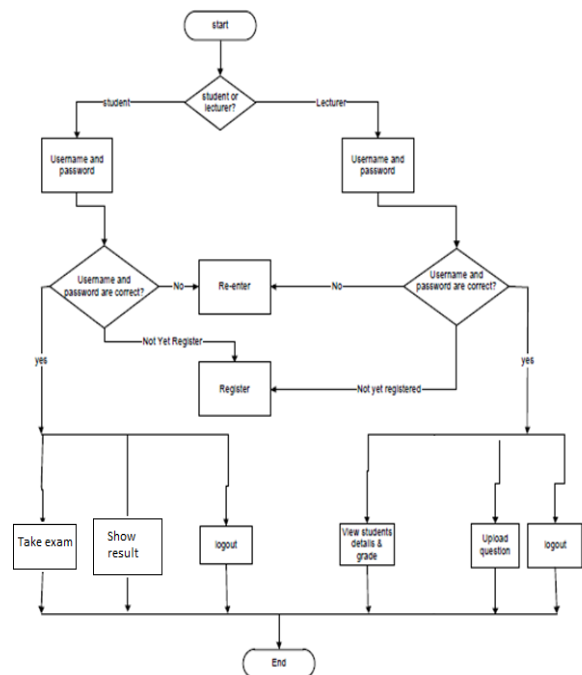 start
student or
lecturer?
student
Lecturer
Username and
password
Username and
password
Username and
password are correct?
No
Re-enter
No
Username and
password are correct?
Not Yet Register
yes
Register
Not yet registered
yes
Take exam
Show
result
logout
View students
details &
grade
Upload
question
logout
End